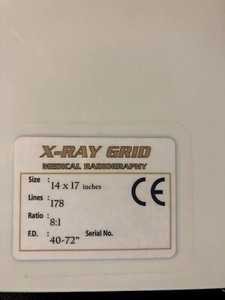 X-RAY GRID
MEDICAL RADIOGRAPHY
Size : 14 x 17 inches
Lines : 178
Ratio : 8:1
F.D. : 40-72" Serial No.
CE